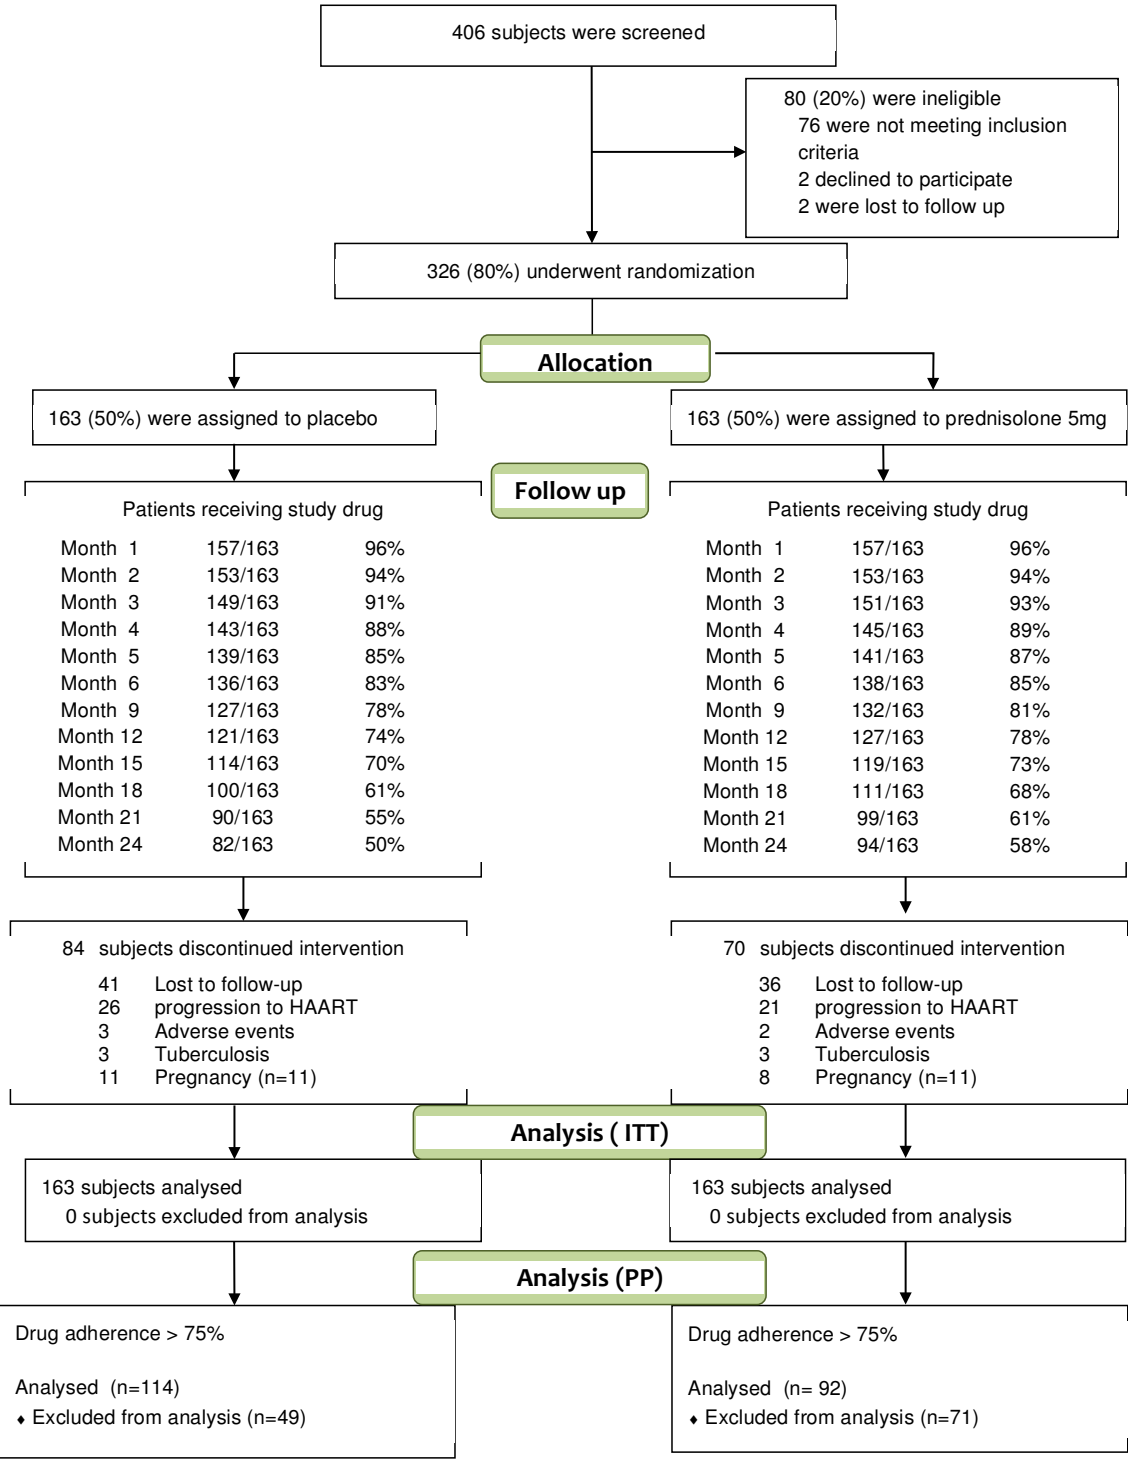 406 subjects were screened
80 (20%) were ineligible
76 were not meeting inclusion
criteria
2 declined to participate
2 were lost to follow up
326 (80%) underwent randomization
Allocation
163 (50%) were assigned to placebo
163 (50%) were assigned to prednisolone 5mg
Follow up
Patients receiving study drug
Month 1 157/163 96%
Month 2 153/163 94%
Month 3 149/163 91%
Month 4 143/163 88%
Month 5 139/163 85%
Month 6 136/163 83%
Month 9 127/163 78%
Month 12 121/163 74%
Month 15 114/163 70%
Month 18 100/163 61%
Month 21 90/163 55%
Month 24 82/163 50%
Patients receiving study drug
Month 1 157/163 96%
Month 2 153/163 94%
Month 3 151/163 93%
Month 4 145/163 89%
Month 5 141/163 87%
Month 6 138/163 85%
Month 9 132/163 81%
Month 12 127/163 78%
Month 15 119/163 73%
Month 18 111/163 68%
Month 21 99/163 61%
Month 24 94/163 58%
84 subjects discontinued intervention
41 Lost to follow-up
26 progression to HAART
3 Adverse events
3 Tuberculosis
11 Pregnancy (n=11)
70 subjects discontinued intervention
36 Lost to follow-up
21 progression to HAART
2 Adverse events
3 Tuberculosis
8 Pregnancy (n=11)
Analysis ( ITT)
163 subjects analysed
0 subjects excluded from analysis
163 subjects analysed
0 subjects excluded from analysis
Analysis (PP)
Drug adherence > 75%
Analysed (n=114)
♦ Excluded from analysis (n=49)
Drug adherence > 75%
Analysed (n= 92)
♦ Excluded from analysis (n=71)